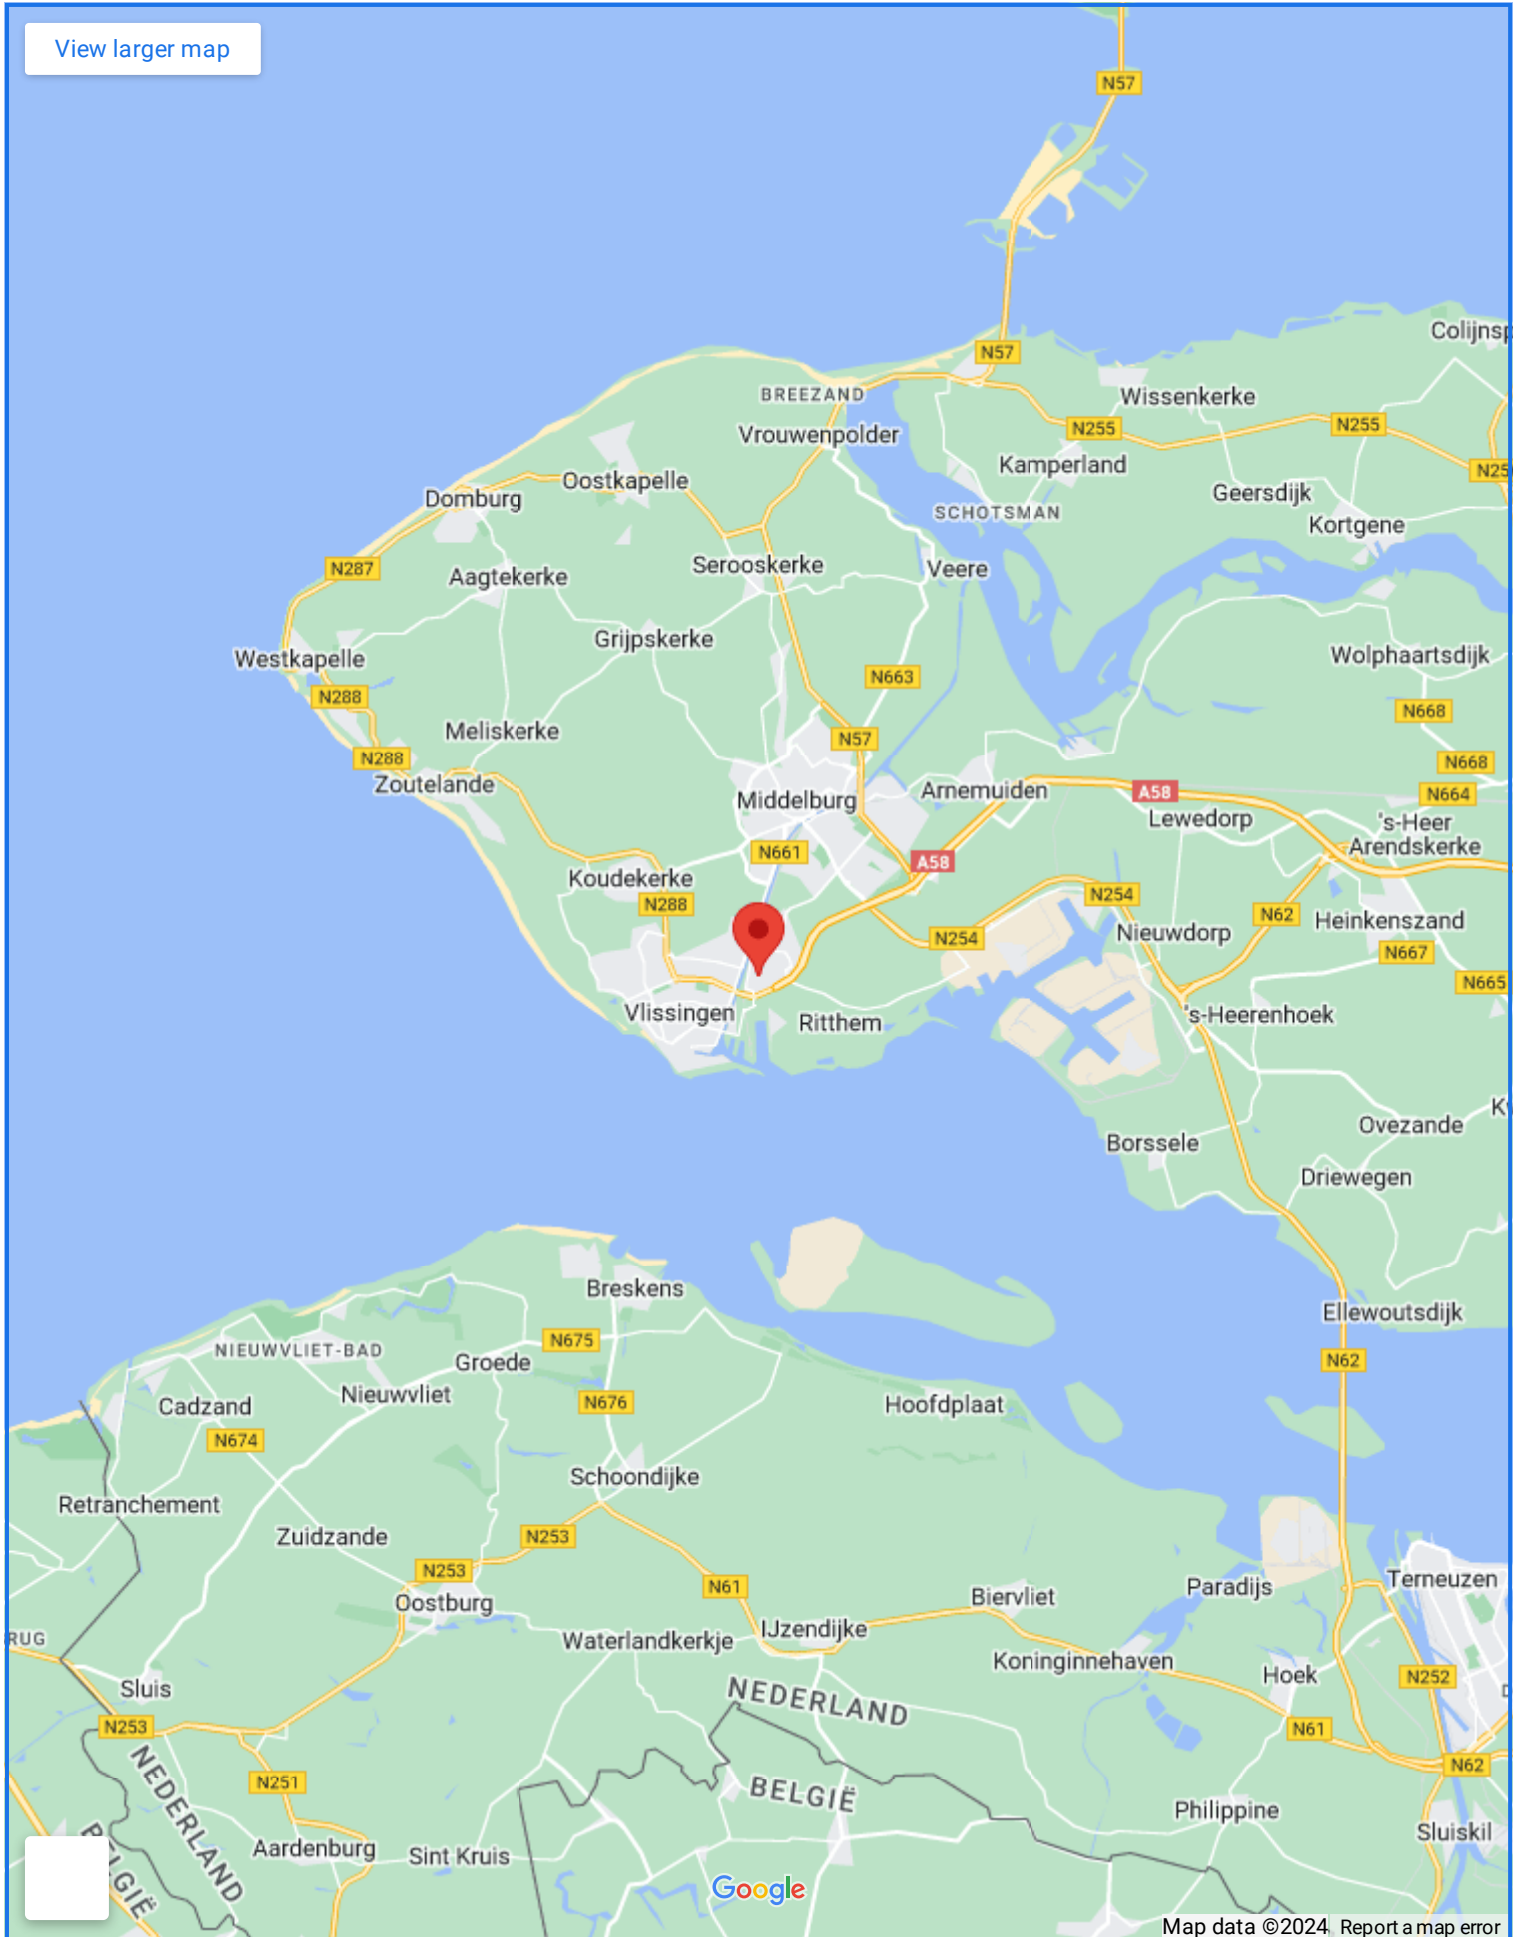 View larger map
N57
Colijnsp
N57
BREEZAND
Wissenkerke
N255
N255
Vrouwenpolder
Kamperland
N25
Oostkapelle
Domburg
Geersdijk
SCHOTSMAN
Kortgene
Serooskerke
N287
Veere
Aagtekerke
Grijpskerke
Westkapelle
Wolphaartsdijk
N663
N288
N668
Meliskerke
N57
N288
N668
Zoutelande
Arnemuiden
A58
N664
Middelburg
Lewedorp
's-Heer
Arendskerke
N661
A58
Koudekerke
N254
N288
N62
Heinkenszand
Nieuwdorp
N254
N667
N665
Vlissingen
Ritthem
's-Heerenhoek
K
Ovezande
Borssele
Driewegen
Breskens
Ellewoutsdijk
N675
NIEUWVLIET-BAD
Groede
N62
Nieuwvliet
Cadzand
N676
Hoofdplaat
N674
Schoondijke
Retranchement
Zuidzande
N253
N253
N61
Paradijs
Terneuzen
Oostburg
Biervliet
IJzendijke
RUG
Waterlandkerkje
Koninginnehaven
Hoek
N252
Sluis
NEDERLAND
N253
N61
N62
NEDERLAND
N251
BELGIË
Philippine
Sluiskil
Aardenburg
Sint Kruis
BELGIË
Google
Map data ©2024
Report a map error